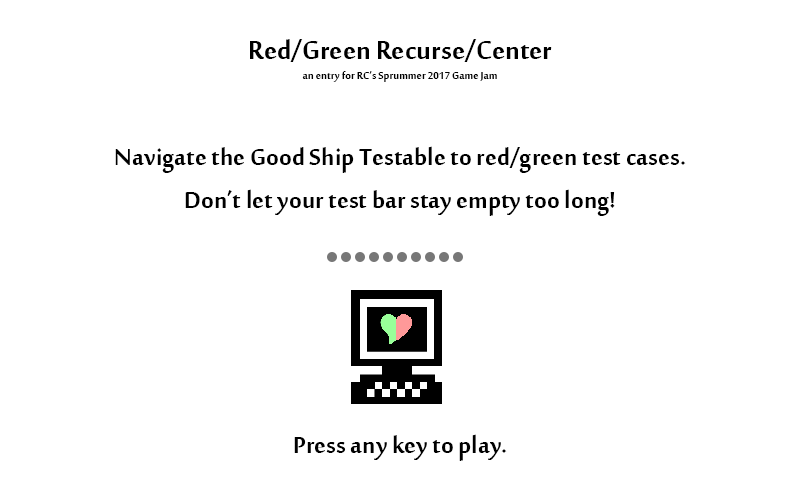 Red/Green Recurse/Center
an entry for RC's Sprummer 2017 Game Jam
Navigate the Good Ship Testable to red/green test cases.
Don't let your test bar stay empty too long!
Press any key to play.